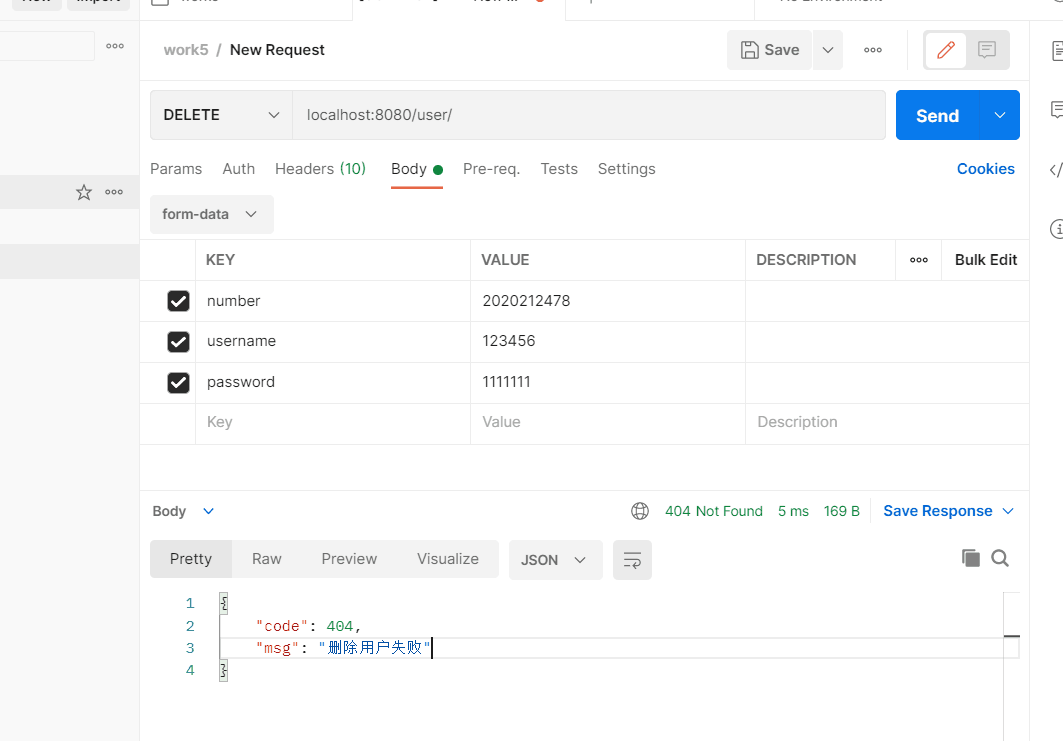 work5 / New Request
Save
DELETE
localhost:8080/user/
Send
Params Auth Headers (10) Body Pre-req. Tests Settings
Cookies
form-data
KEY VALUE DESCRIPTION Bulk Edit
number 2020212478
username 123456
password 1111111
Key Value Description
Body 404 Not Found 5 ms 169 B Save Response
Pretty Raw Preview Visualize JSON
1 {
2 "code": 404,
3 "msg": "删除用户失败"
4 }